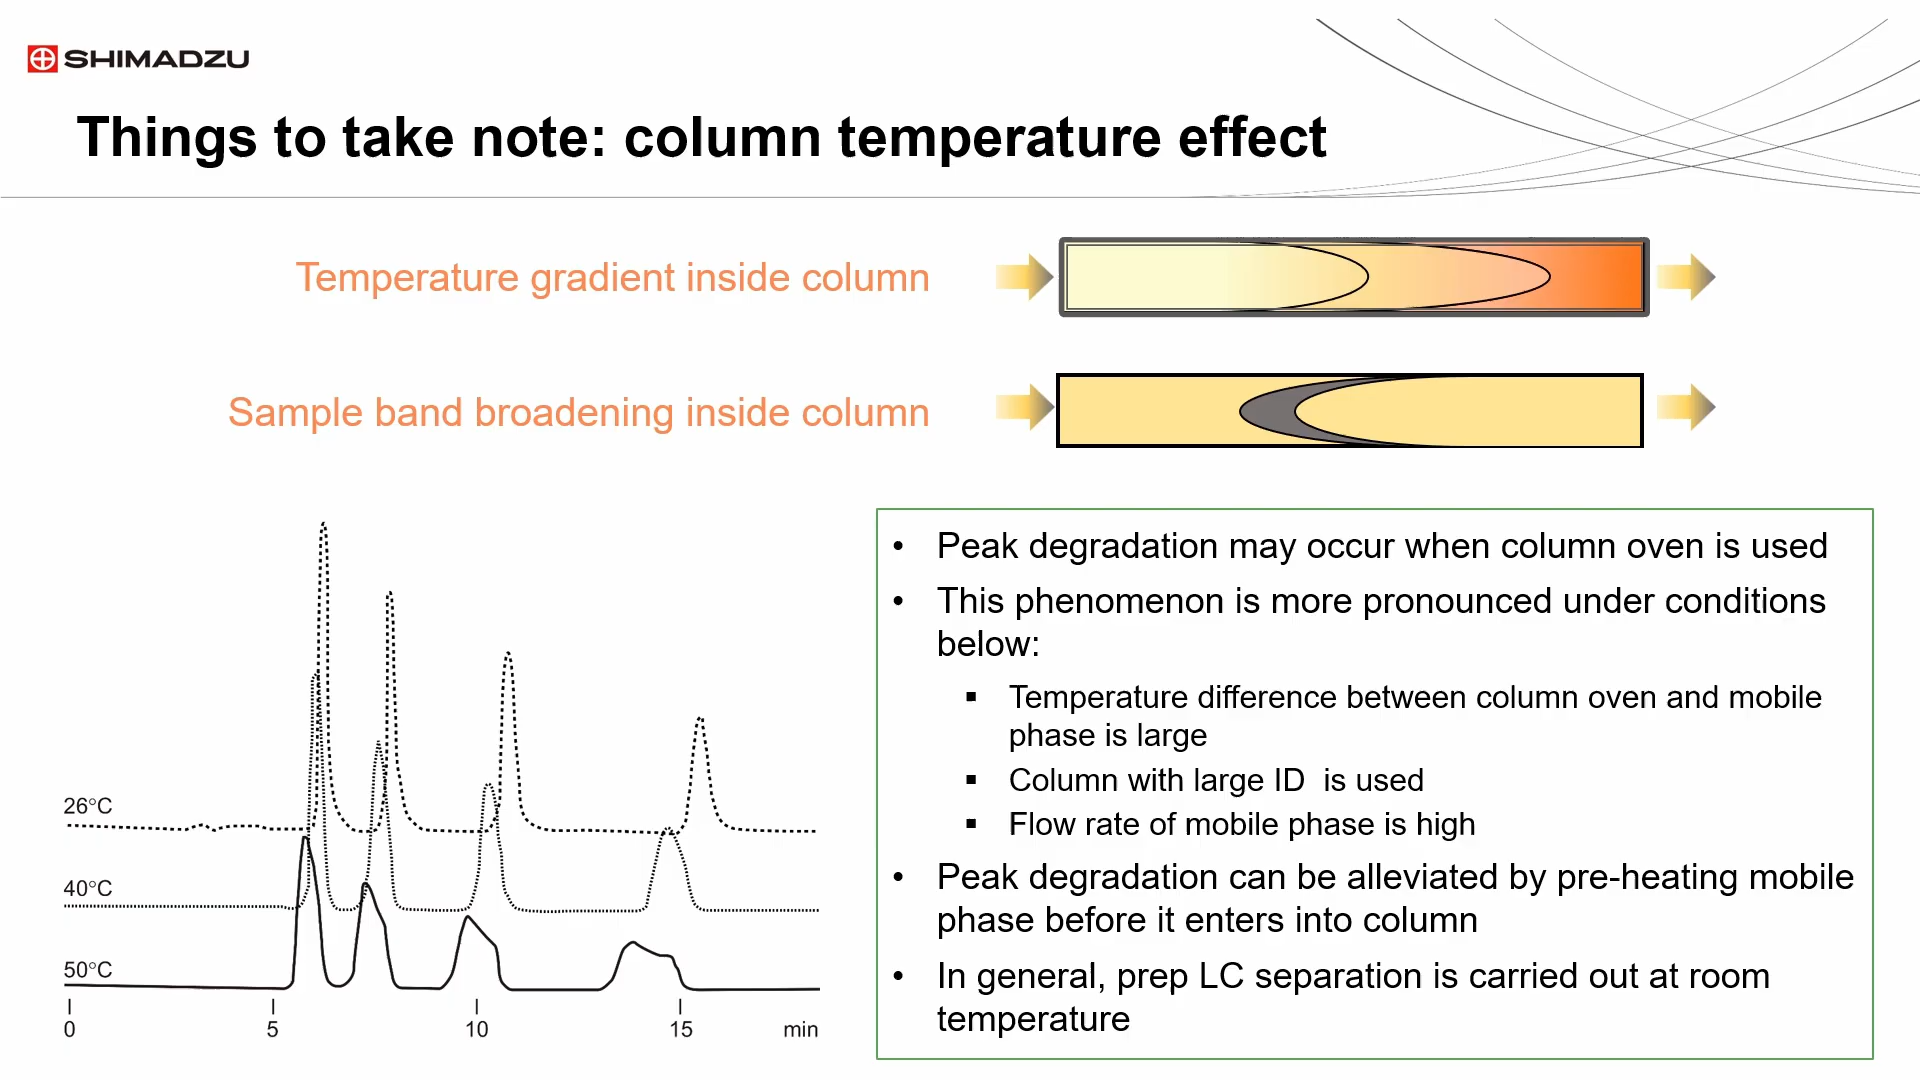 SHIMADZU
Things to take note: column temperature effect
Temperature gradient inside column
Sample band broadening inside column
26°C
40°C
50°C
0 5 10 15 min
• Peak degradation may occur when column oven is used
• This phenomenon is more pronounced under conditions
below:
▪ Temperature difference between column oven and mobile
phase is large
▪ Column with large ID is used
▪ Flow rate of mobile phase is high
• Peak degradation can be alleviated by pre-heating mobile
phase before it enters into column
• In general, prep LC separation is carried out at room
temperature